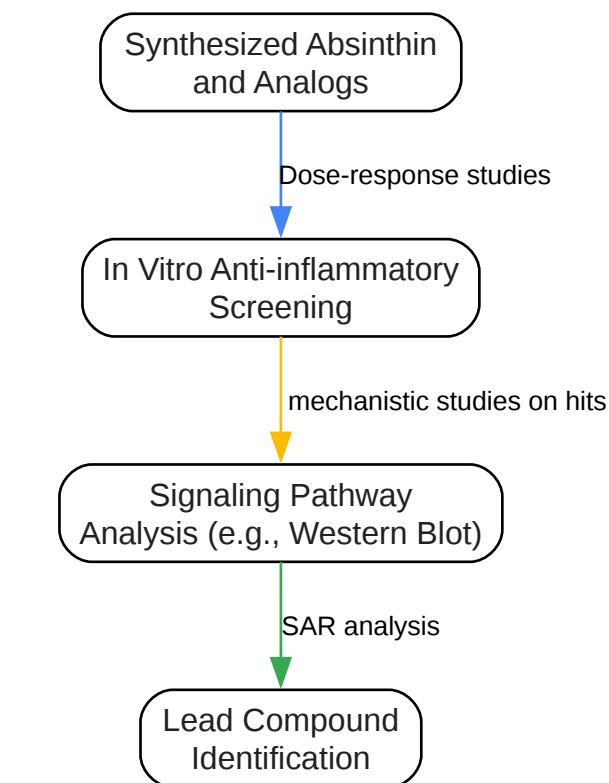 Synthesized Absinthin
and Analogs
Dose-response studies
In Vitro Anti-inflammatory
Screening
mechanistic studies on hits
Signaling Pathway
Analysis (e.g., Western Blot)
SAR analysis
Lead Compound
Identification